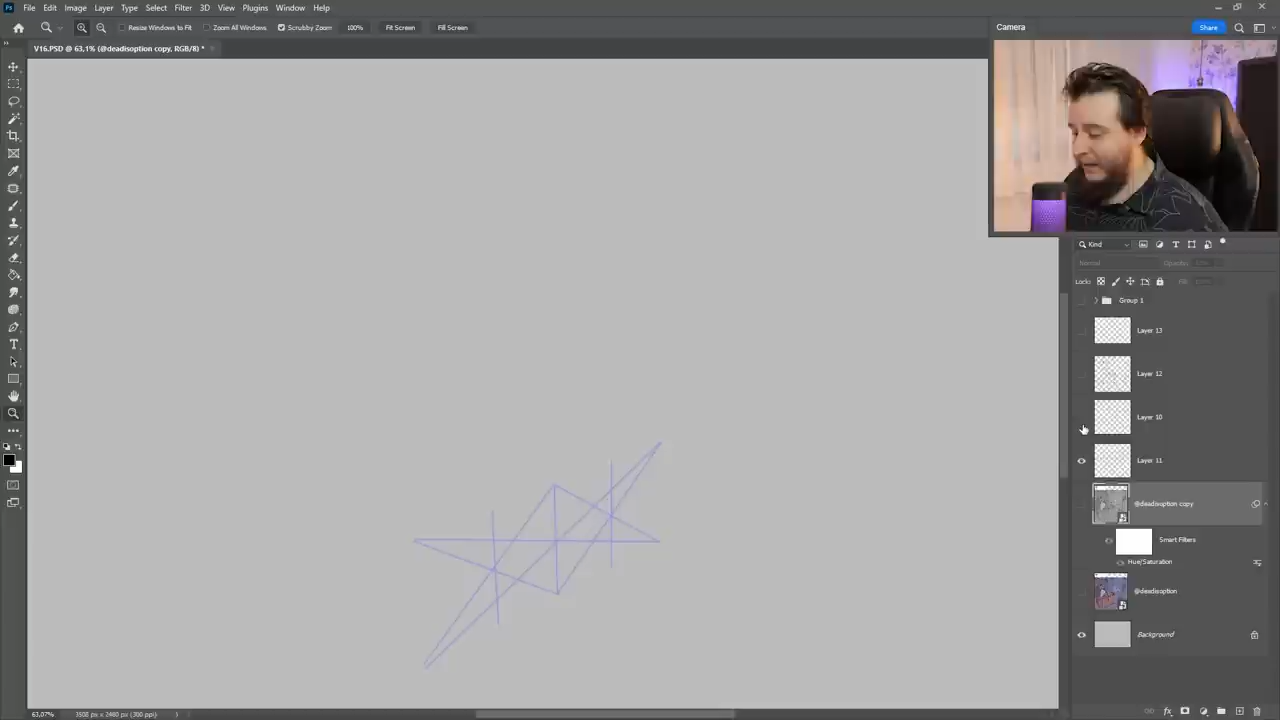 File Edit Image Layer Type Select Filter 3D View Plugins Window Help
Resize Windows to Fit Zoom All Windows Scrubby Zoom 100% Fit Screen Fill Screen
Camera Share
V16.PSD @ 63,1% (@deadisoption copy, RGB/8) *
Kind
Normal Opacity:
Lock: Fill:
Group 1
Layer 13
Layer 12
Layer 10
Layer 11
@deadisoption copy
Smart Filters
Hue/Saturation
@deadisoption
Background
63,07% 3508 px x 2480 px (300 ppi)